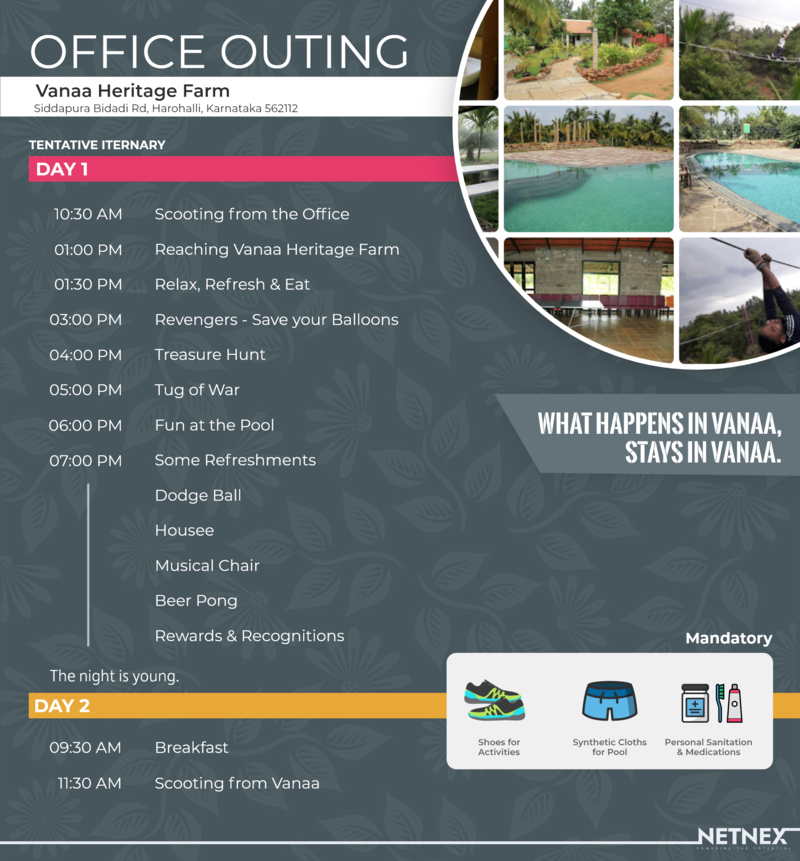 OFFICE OUTING
Vanaa Heritage Farm
Siddapura Bidadi Rd, Harohalli, Karnataka 562112
TENTATIVE ITERNARY
DAY 1
10:30 AM Scooting from the Office
01:00 PM Reaching Vanaa Heritage Farm
01:30 PM Relax, Refresh & Eat
03:00 PM Revengers - Save your Balloons
04:00 PM Treasure Hunt
05:00 PM Tug of War
06:00 PM Fun at the Pool
07:00 PM Some Refreshments
Dodge Ball
Housee
Musical Chair
Beer Pong
Rewards & Recognitions
The night is young.
WHAT HAPPENS IN VANAA,
STAYS IN VANAA.
Mandatory
Shoes for
Activities
Synthetic Cloths
for Pool
Personal Sanitation
& Medications
DAY 2
09:30 AM Breakfast
11:30 AM Scooting from Vanaa
NETNEX
POWERING THE POTENTIAL